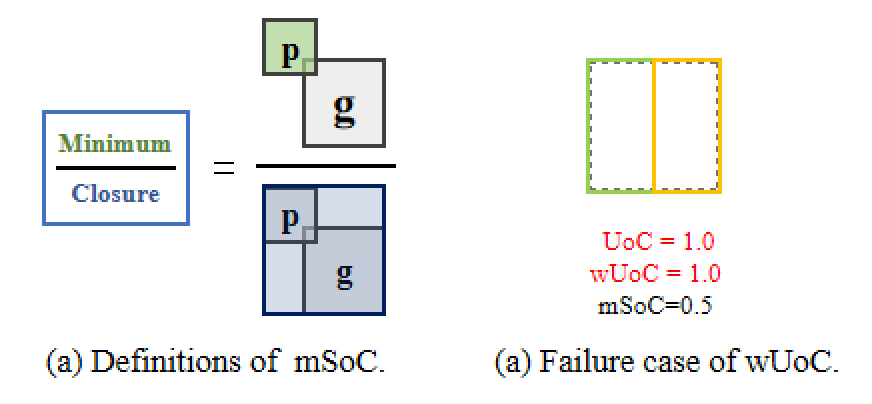 p
g
Minimum
Closure
=
p
g
UoC = 1.0
wUoC = 1.0
mSoC=0.5
(a) Definitions of mSoC.
(a) Failure case of wUoC.